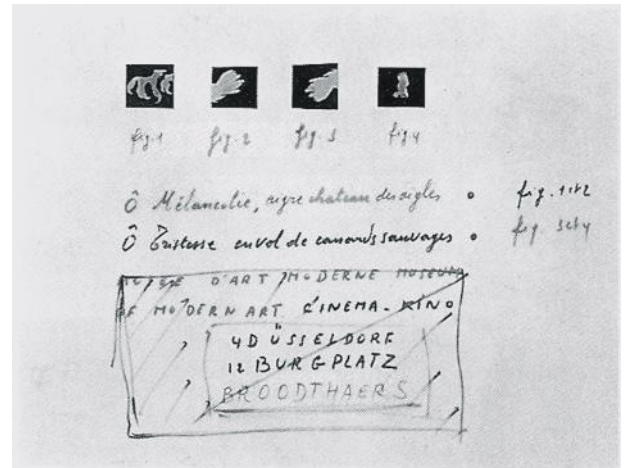 fig.1 fig.2 fig.3 fig.4
Ô Mélancolie, aigre chateau des aigles • fig. 1 et 2
Ô Tristesse envol de canards sauvages • fig. 3 et 4
MUSEE D'ART MODERNE MUSEUM
OF MODERN ART CINEMA-KINO
4 DÜSSELDORF
12 BURGPLATZ
BROODTHAERS